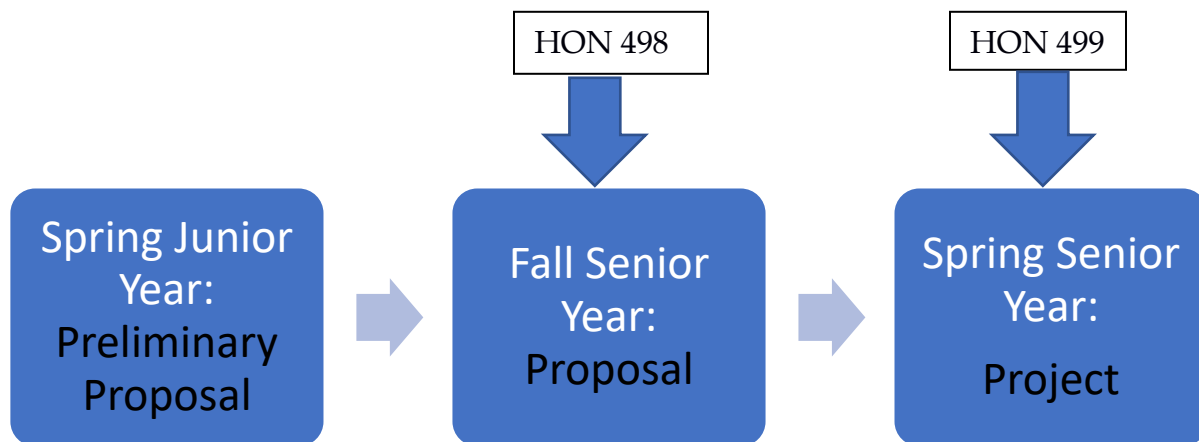 HON 498
HON 499
Spring Junior
Year:
Preliminary
Proposal
Fall Senior
Year:
Proposal
Spring Senior
Year:
Project